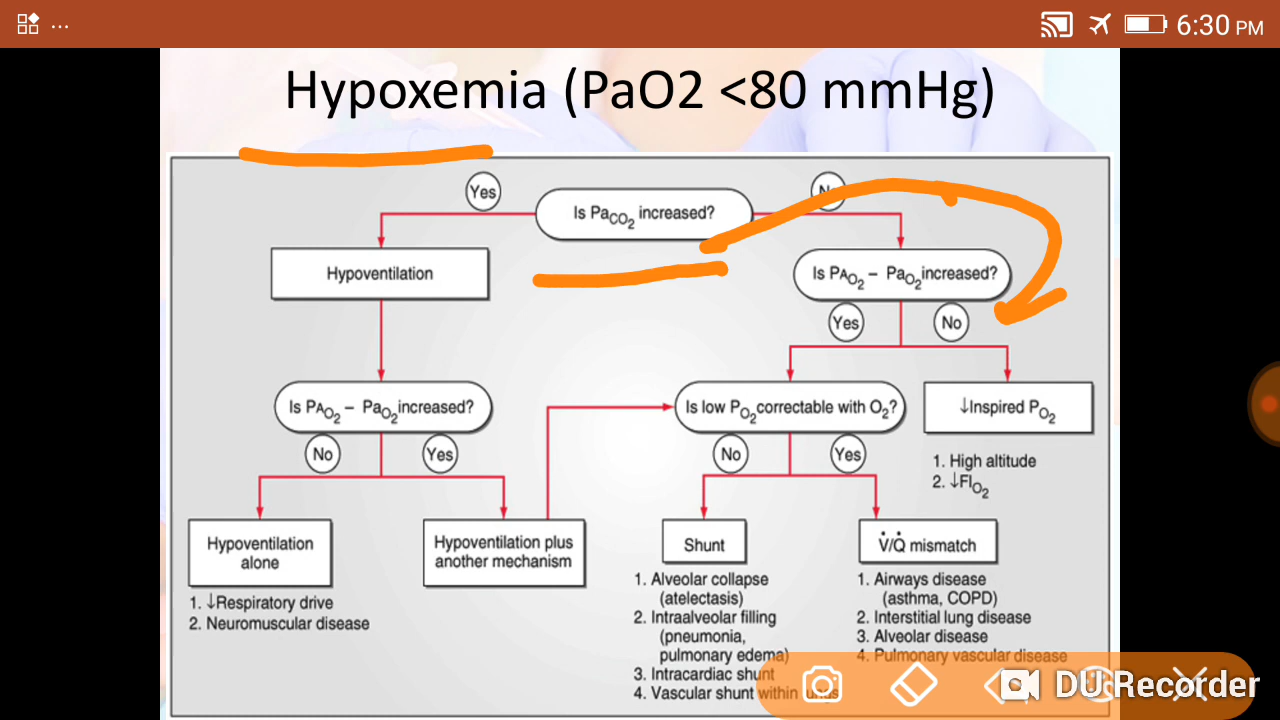 ... 6:30 PM
Hypoxemia (PaO2 <80 mmHg)
Is PaCO2 increased?
Yes
No
Hypoventilation
Is PAO2 – PaO2 increased?
Yes
No
Is PAO2 – PaO2 increased?
No
Yes
Is low PO2 correctable with O2?
No
Yes
↓Inspired PO2
1. High altitude
2. ↓FIO2
Hypoventilation
alone
1. ↓Respiratory drive
2. Neuromuscular disease
Hypoventilation plus
another mechanism
Shunt
1. Alveolar collapse
(atelectasis)
2. Intraalveolar filling
(pneumonia,
pulmonary edema)
3. Intracardiac shunt
4. Vascular shunt within lungs
V̇/Q̇ mismatch
1. Airways disease
(asthma, COPD)
2. Interstitial lung disease
3. Alveolar disease
4. Pulmonary vascular disease
DU Recorder